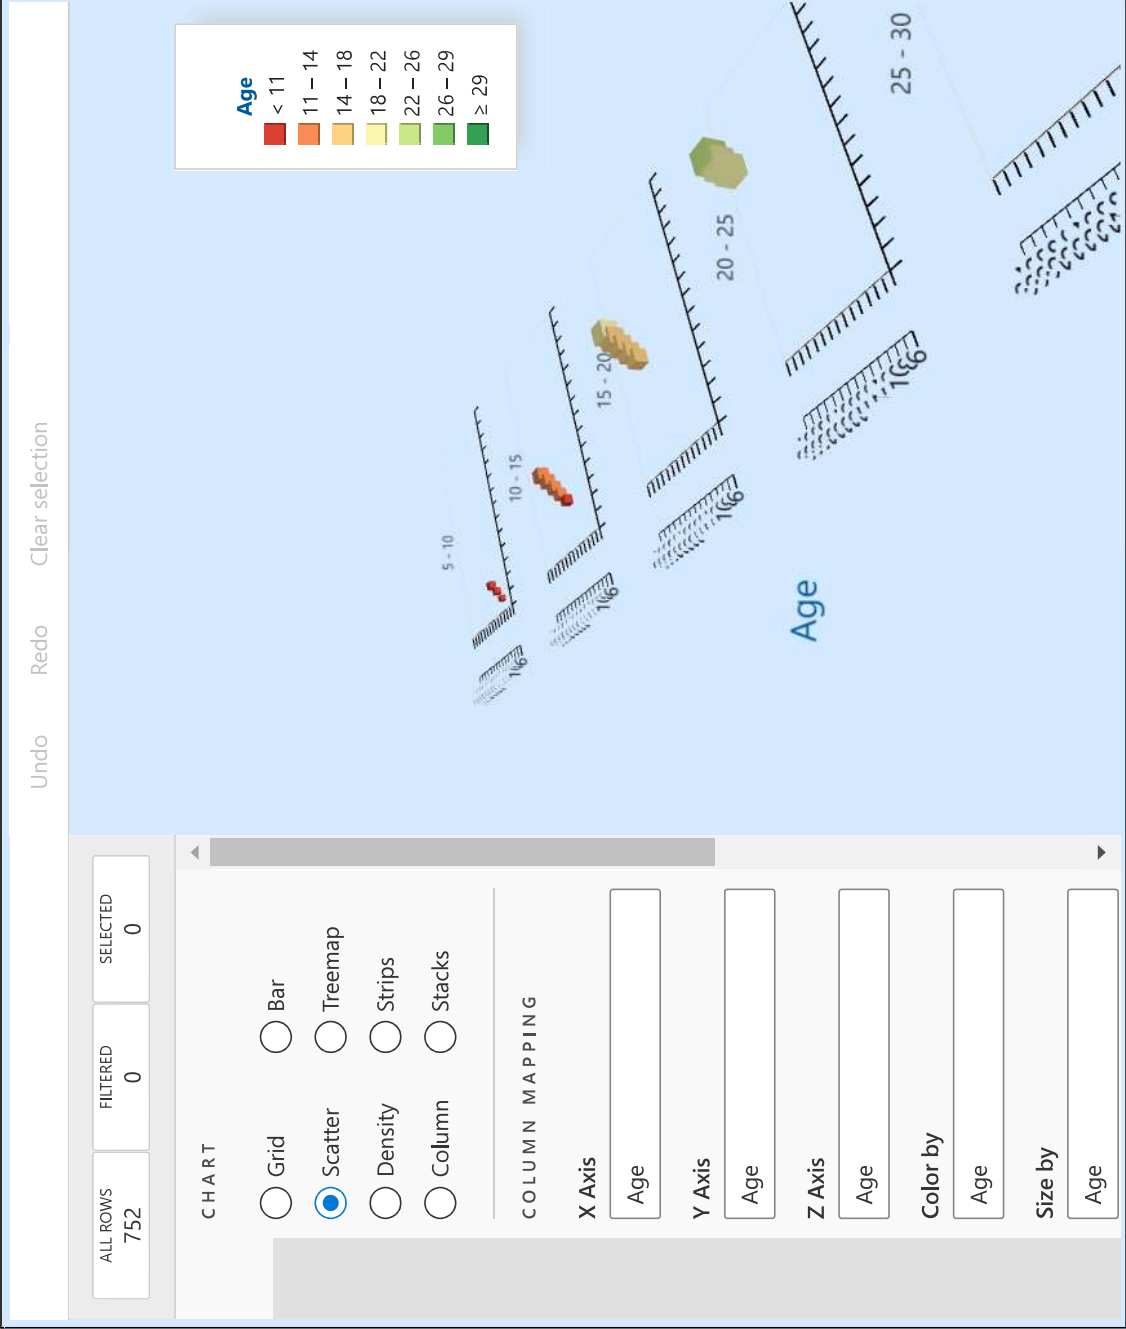 Undo Redo Clear selection
ALL ROWS
752
FILTERED
0
SELECTED
0
CHART
Grid
Bar
Scatter
Treemap
Density
Strips
Column
Stacks
COLUMN MAPPING
X Axis
Age
Y Axis
Age
Z Axis
Age
Color by
Age
Size by
Age
Age
< 11
11 – 14
14 – 18
18 – 22
22 – 26
26 – 29
≥ 29
5 - 10
10 - 15
15 - 20
20 - 25
25 - 30
Age